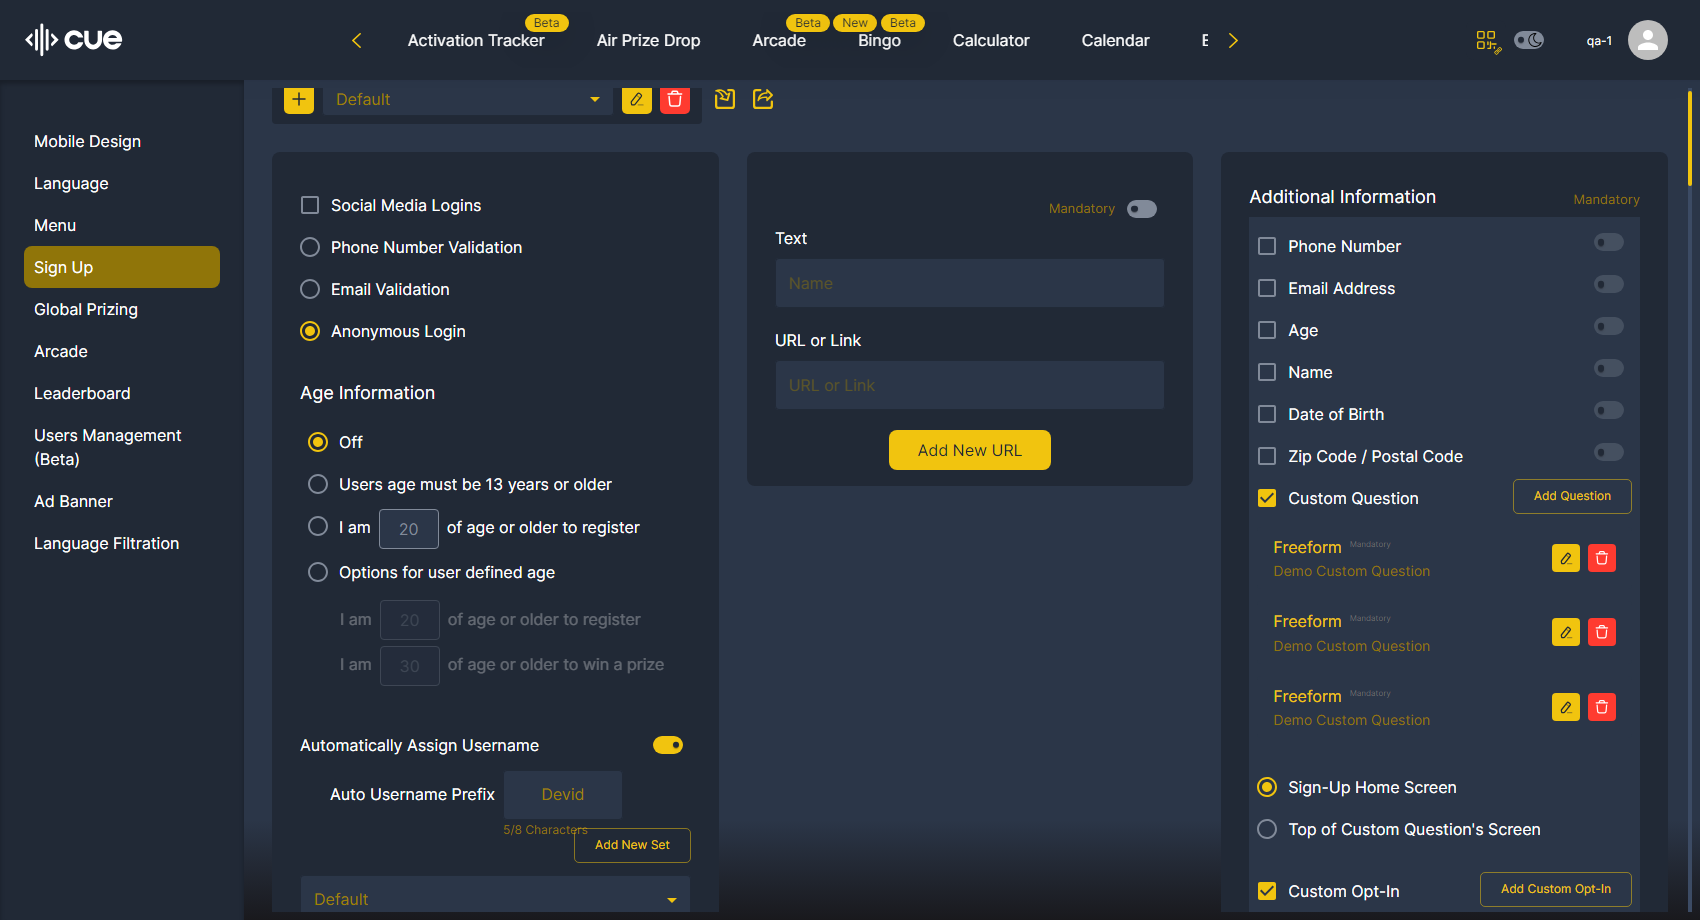 cue
Activation Tracker
Beta
Air Prize Drop
Arcade
Beta
Bingo
New
Beta
Calculator
Calendar
qa-1
Mobile Design
Language
Menu
Sign Up
Global Prizing
Arcade
Leaderboard
Users Management
(Beta)
Ad Banner
Language Filtration
Default
Social Media Logins
Phone Number Validation
Email Validation
Anonymous Login
Age Information
Off
Users age must be 13 years or older
I am 20 of age or older to register
Options for user defined age
I am 20 of age or older to register
I am 30 of age or older to win a prize
Automatically Assign Username
Auto Username Prefix Devid
5/8 Characters
Add New Set
Default
Mandatory
Text
Name
URL or Link
URL or Link
Add New URL
Additional Information Mandatory
Phone Number
Email Address
Age
Name
Date of Birth
Zip Code / Postal Code
Custom Question Add Question
Freeform Mandatory
Demo Custom Question
Freeform Mandatory
Demo Custom Question
Freeform Mandatory
Demo Custom Question
Sign-Up Home Screen
Top of Custom Question's Screen
Custom Opt-In Add Custom Opt-In